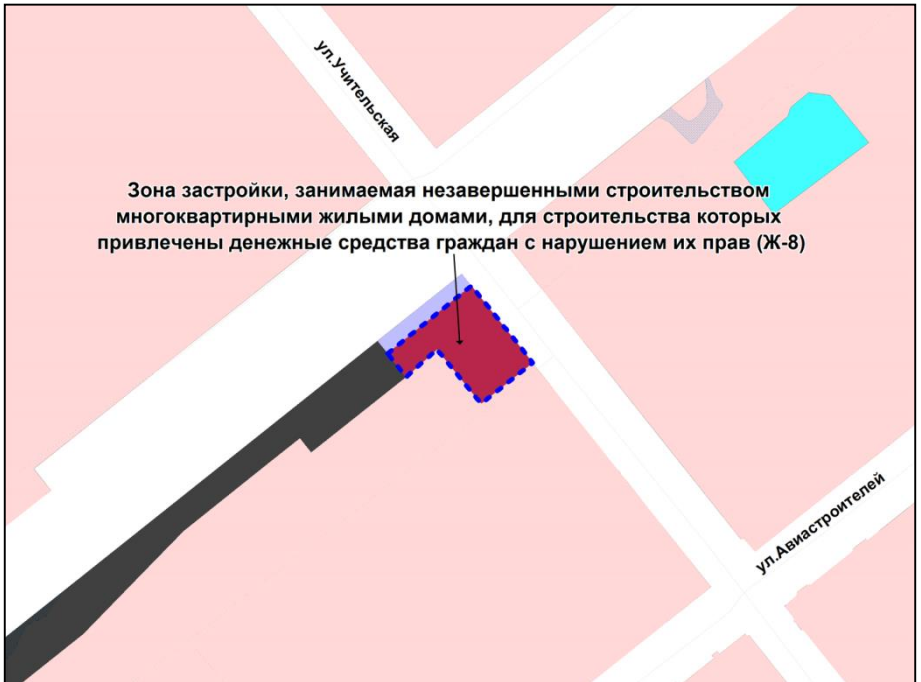 ул.Учительская
Зона застройки, занимаемая незавершенными строительством
многоквартирными жилыми домами, для строительства которых
привлечены денежные средства граждан с нарушением их прав (Ж-8)
ул.Авиастроителей